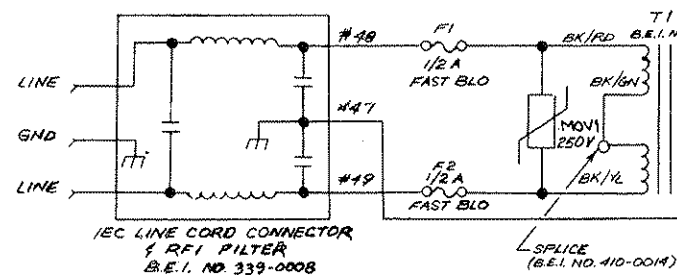 LINE
GND
LINE
#48
#47
#49
F1
1/2 A
FAST BLO
F2
1/2 A
FAST BLO
BK/RD
BK/GN
BK/YL
MOV1
250V
T1
B.E.I. N
IEC LINE CORD CONNECTOR
& RFI FILTER
B.E.I. NO. 339-0008
SPLICE
(B.E.I. NO. 410-0014)